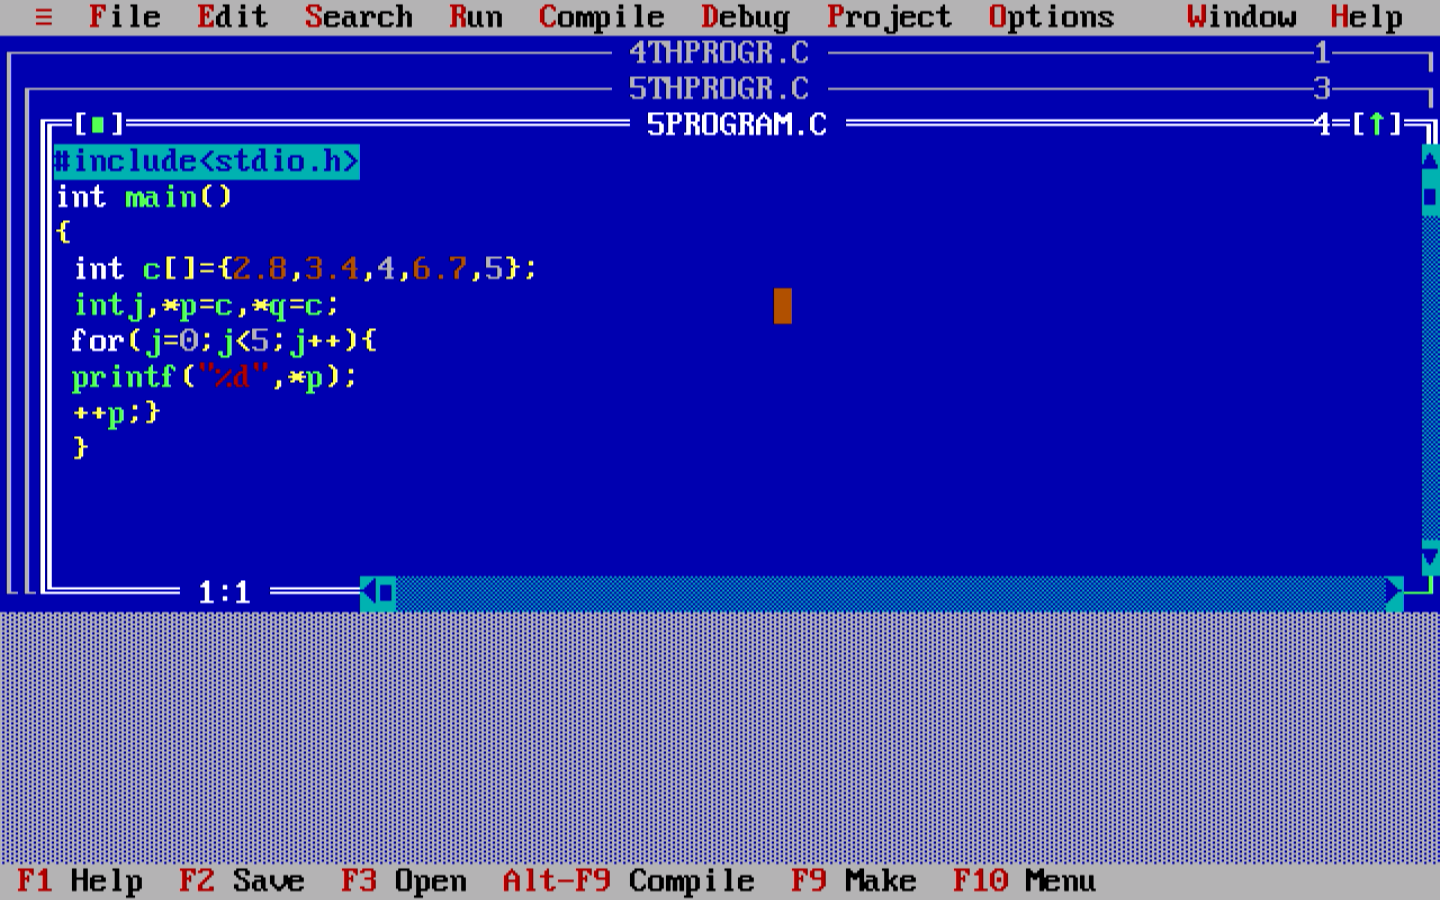 ≡ File Edit Search Run Compile Debug Project Options Window Help
4THPROGR.C 1
5THPROGR.C 3
[■] 5PROGRAM.C 4=[↑]
#include<stdio.h>
int main()
{
int c[]={2.8,3.4,4,6.7,5};
intj,*p=c,*q=c;
for(j=0;j<5;j++){
printf("%d",*p);
++p;}
}
1:1
F1 Help F2 Save F3 Open Alt-F9 Compile F9 Make F10 Menu